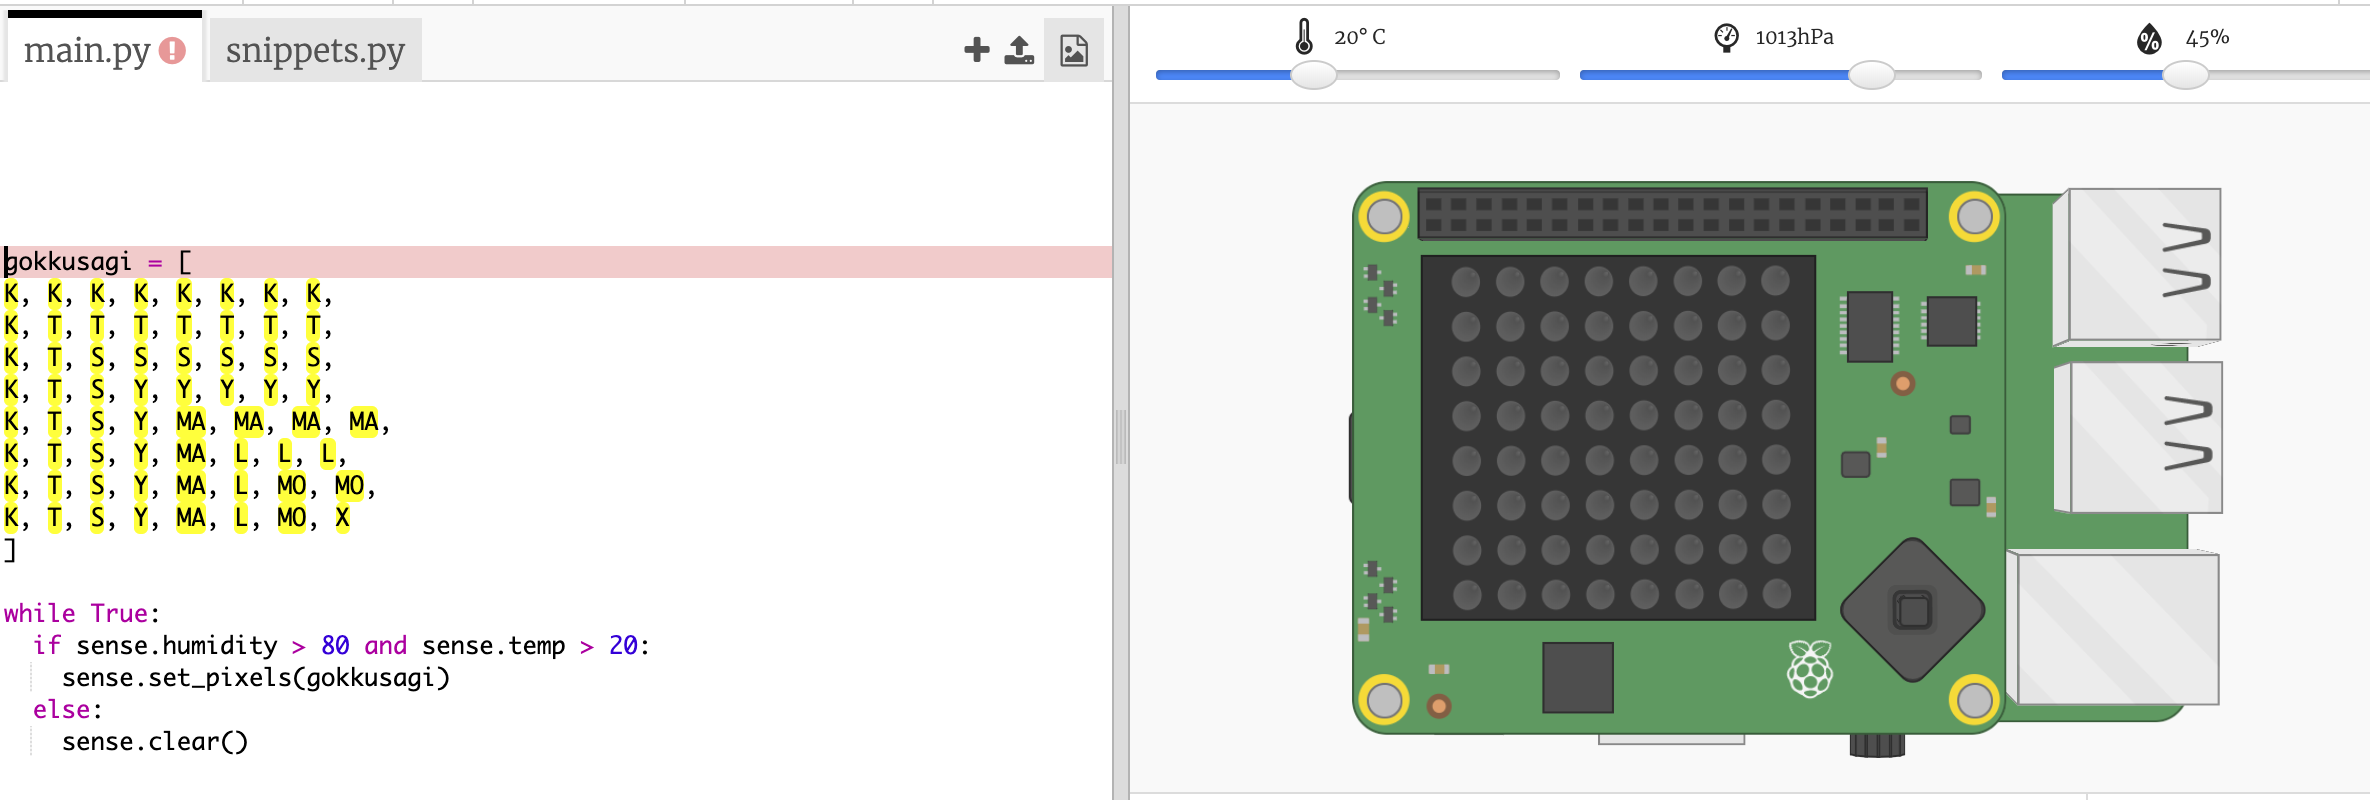 main.py
snippets.py
20° C
1013hPa
45%
gokkusagi = [
K, K, K, K, K, K, K, K,
K, T, T, T, T, T, T, T,
K, T, S, S, S, S, S, S,
K, T, S, Y, Y, Y, Y, Y,
K, T, S, Y, MA, MA, MA, MA,
K, T, S, Y, MA, L, L, L,
K, T, S, Y, MA, L, MO, MO,
K, T, S, Y, MA, L, MO, X
]
while True:
  if sense.humidity > 80 and sense.temp > 20:
    sense.set_pixels(gokkusagi)
  else:
    sense.clear()